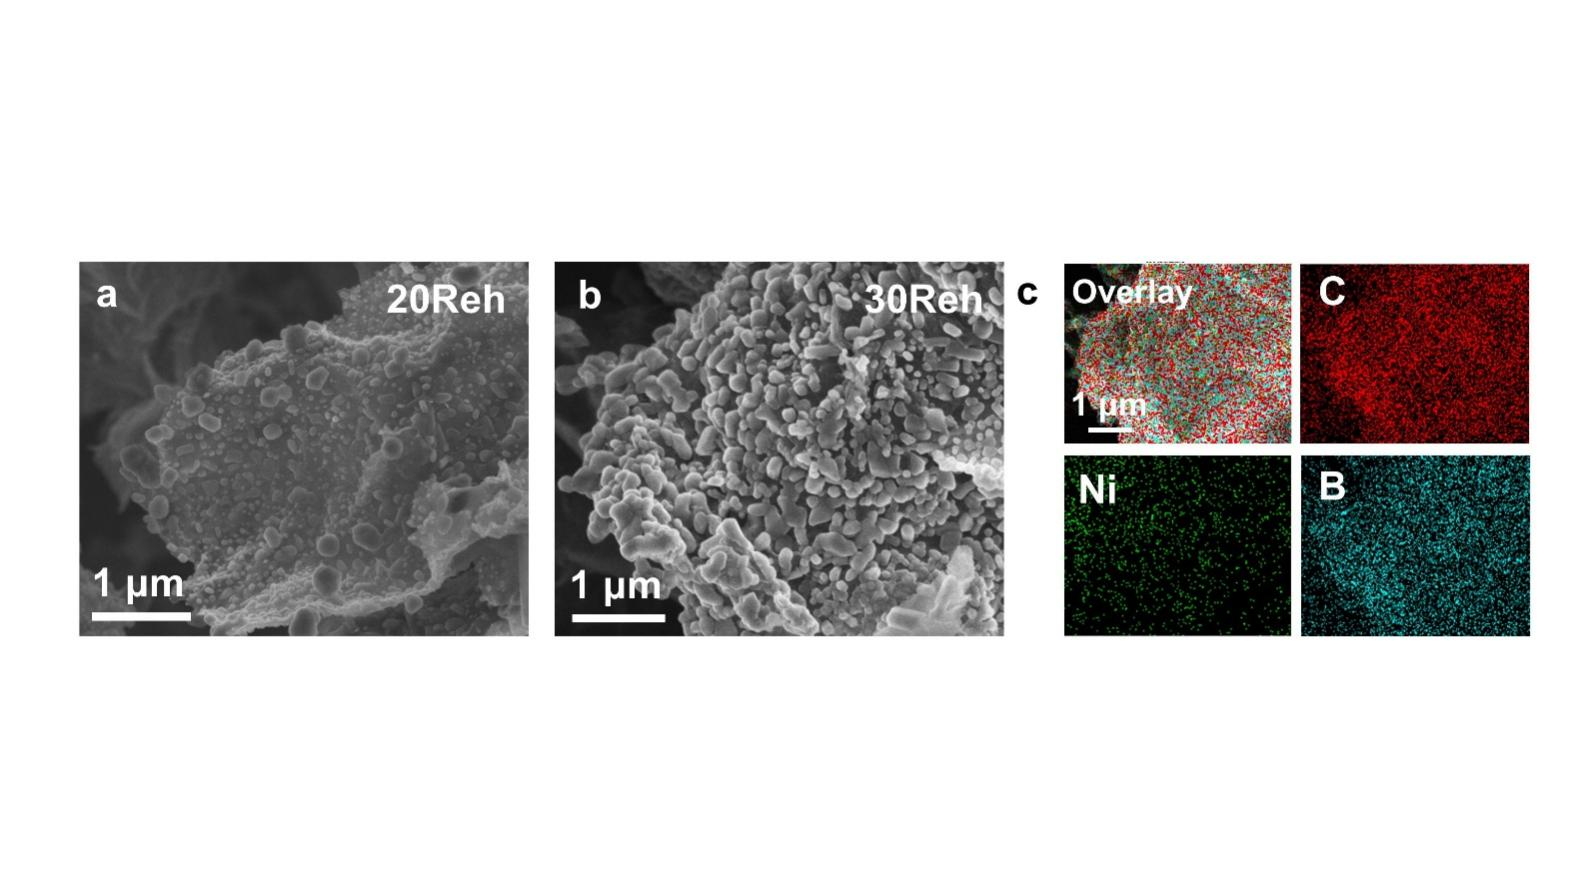 a
20Reh
1 μm
b
30Reh
1 μm
c
Overlay
1 μm
C
Ni
B